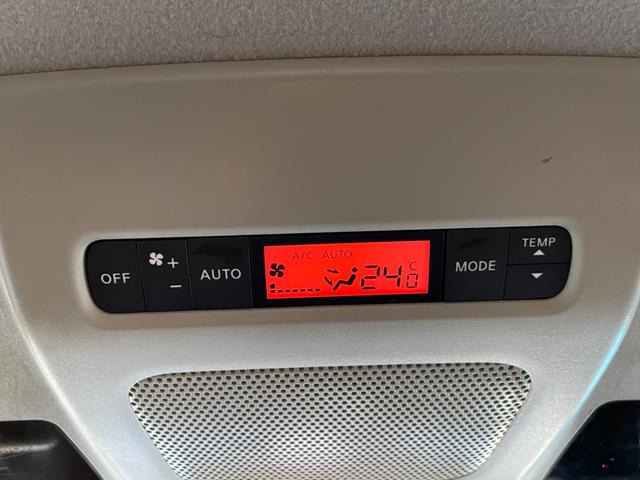 OFF
+
-
AUTO
A/C AUTO
24.0 °C
MODE
TEMP